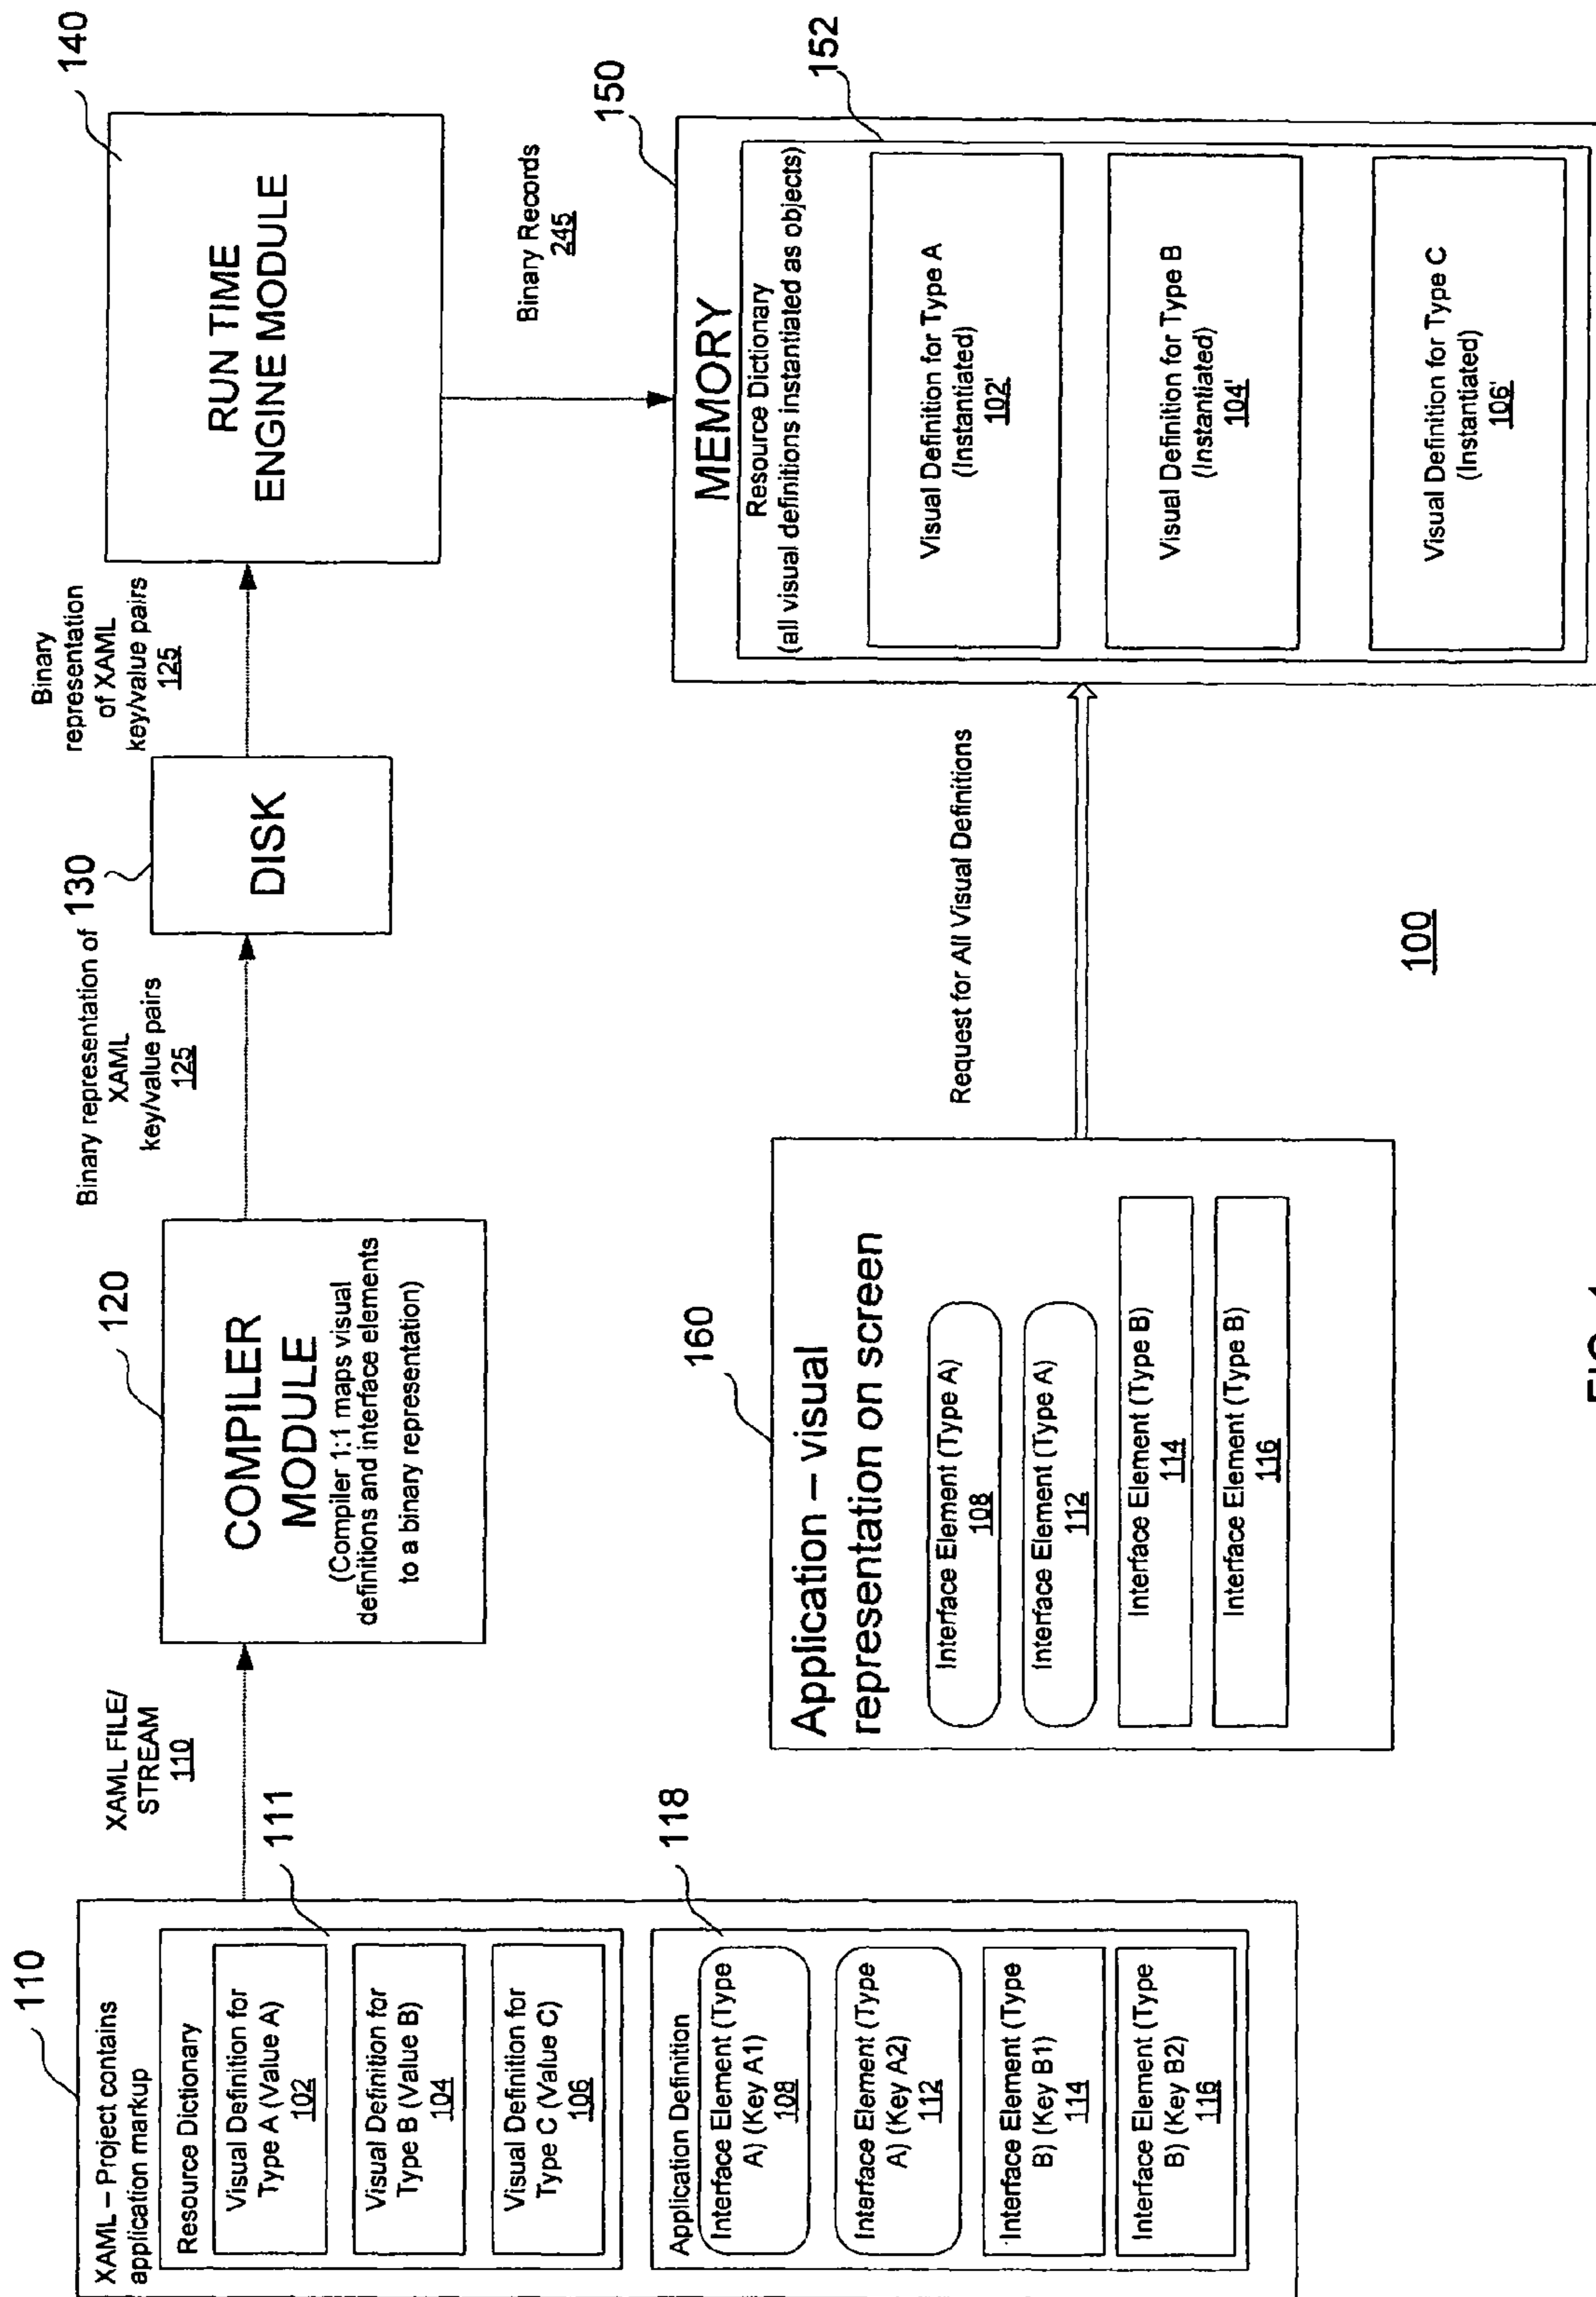 110
XAML – Project contains
application markup
Resource Dictionary
111
Visual Definition for
Type A (Value A)
102
Visual Definition for
Type B (Value B)
104
Visual Definition for
Type C (Value C)
106
118
Application Definition
Interface Element (Type
A) (Key A1)
108
Interface Element (Type
A) (Key A2)
112
Interface Element (Type
B) (Key B1)
114
Interface Element (Type
B) (Key B2)
116
XAML FILE/
STREAM
110
120
COMPILER
MODULE
(Compiler 1:1 maps visual
definitions and interface elements
to a binary representation)
Binary representation of
XAML
key/value pairs
125
130
DISK
Binary
representation
of XAML
key/value pairs
125
140
RUN TIME
ENGINE MODULE
Binary Records
245
150
MEMORY
152
Resource Dictionary
(all visual definitions instantiated as objects)
Visual Definition for Type A
(Instantiated)
102'
Visual Definition for Type B
(Instantiated)
104'
Visual Definition for Type C
(Instantiated)
106'
160
Application – visual
representation on screen
Interface Element (Type A)
108
Interface Element (Type A)
112
Interface Element (Type B)
114
Interface Element (Type B)
116
Request for All Visual Definitions
100